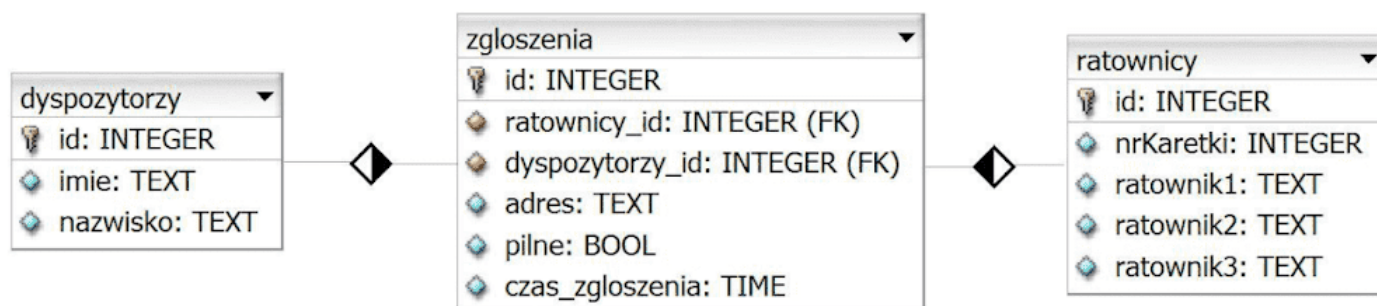 dyspozytorzy
id: INTEGER
imie: TEXT
nazwisko: TEXT
zgloszenia
id: INTEGER
ratownicy_id: INTEGER (FK)
dyspozytorzy_id: INTEGER (FK)
adres: TEXT
pilne: BOOL
czas_zgloszenia: TIME
ratownicy
id: INTEGER
nrKaretki: INTEGER
ratownik1: TEXT
ratownik2: TEXT
ratownik3: TEXT